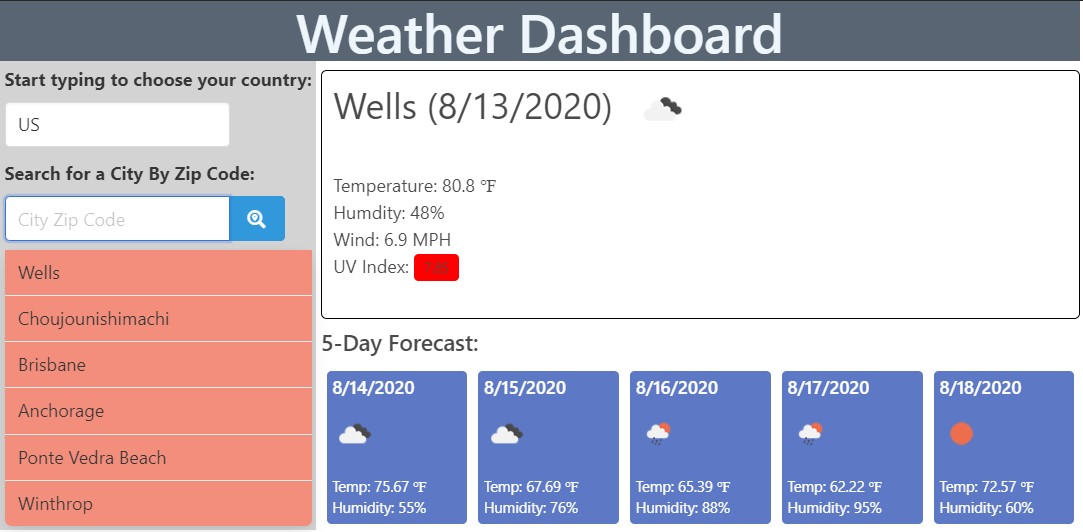 Weather Dashboard
Start typing to choose your country:
US
Search for a City By Zip Code:
City Zip Code
Wells
Choujounishimachi
Brisbane
Anchorage
Ponte Vedra Beach
Winthrop
Wells (8/13/2020)
Temperature: 80.8 °F
Humdity: 48%
Wind: 6.9 MPH
UV Index:
5-Day Forecast:
8/14/2020
Temp: 75.67 °F
Humidity: 55%
8/15/2020
Temp: 67.69 °F
Humidity: 76%
8/16/2020
Temp: 65.39 °F
Humidity: 88%
8/17/2020
Temp: 62.22 °F
Humidity: 95%
8/18/2020
Temp: 72.57 °F
Humidity: 60%